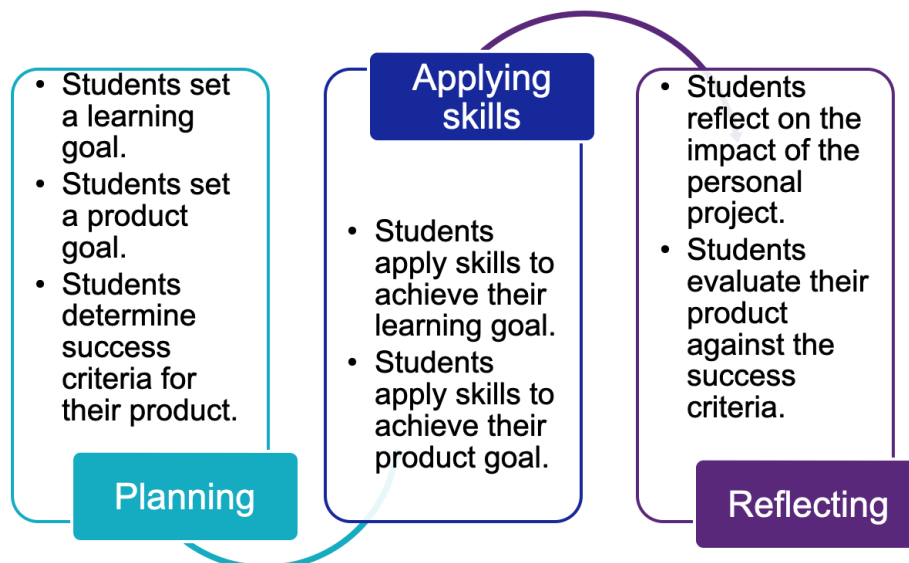 • Students set
a learning
goal.
• Students set
a product
goal.
• Students
determine
success
criteria for
their product.
Planning
Applying
skills
• Students
apply skills to
achieve their
learning goal.
• Students
apply skills to
achieve their
product goal.
• Students
reflect on the
impact of the
personal
project.
• Students
evaluate their
product
against the
success
criteria.
Reflecting